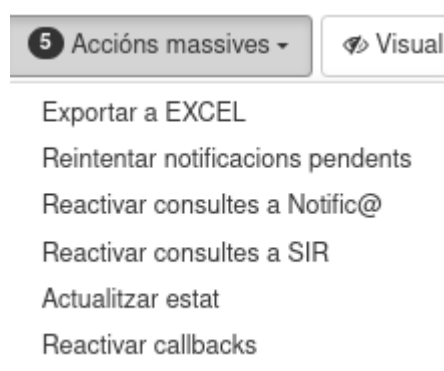 5 Accións massives
Visual
Exportar a EXCEL
Reintentar notificacions pendents
Reactivar consultes a Notific@
Reactivar consultes a SIR
Actualitzar estat
Reactivar callbacks